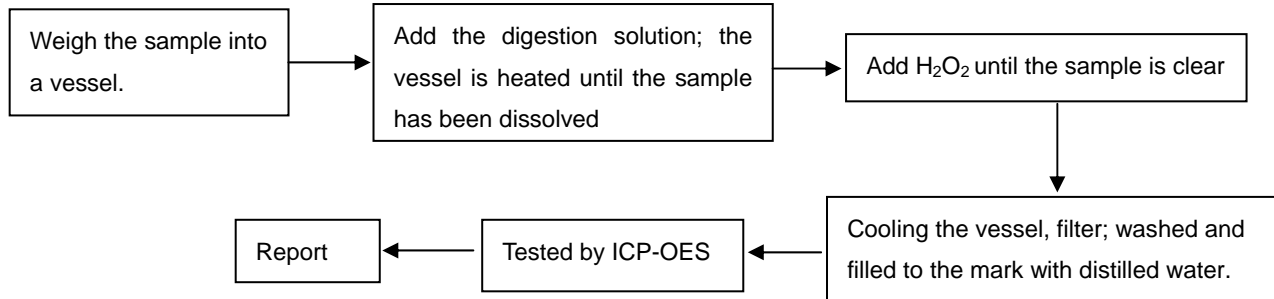 Weigh the sample into
a vessel.
Add the digestion solution; the
vessel is heated until the sample
has been dissolved
Add H₂O₂ until the sample is clear
Cooling the vessel, filter; washed and
filled to the mark with distilled water.
Tested by ICP-OES
Report